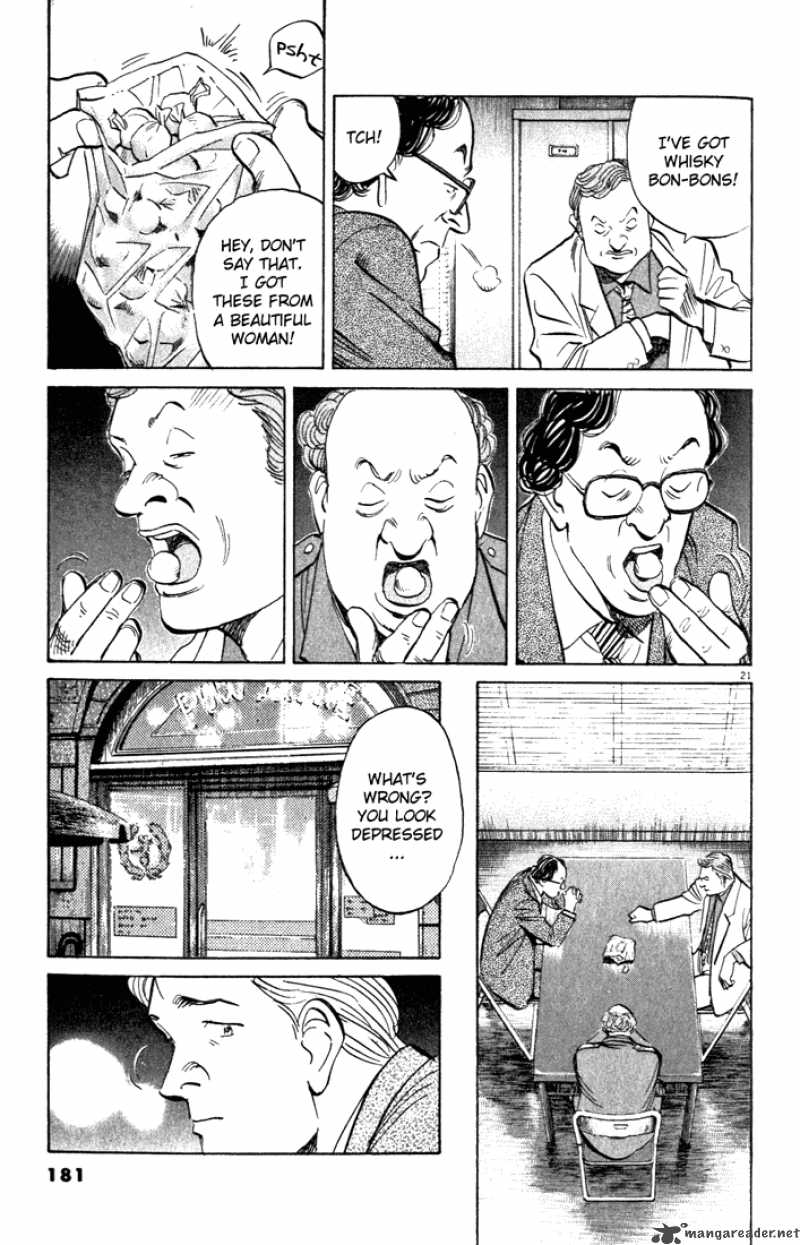 I'VE GOT
WHISKY
BON-BONS!
TCH!
Psht
HEY, DON'T
SAY THAT.
I GOT
THESE FROM
A BEAUTIFUL
WOMAN!
21
WHAT'S
WRONG?
YOU LOOK
DEPRESSED
...
181
mangareader.net